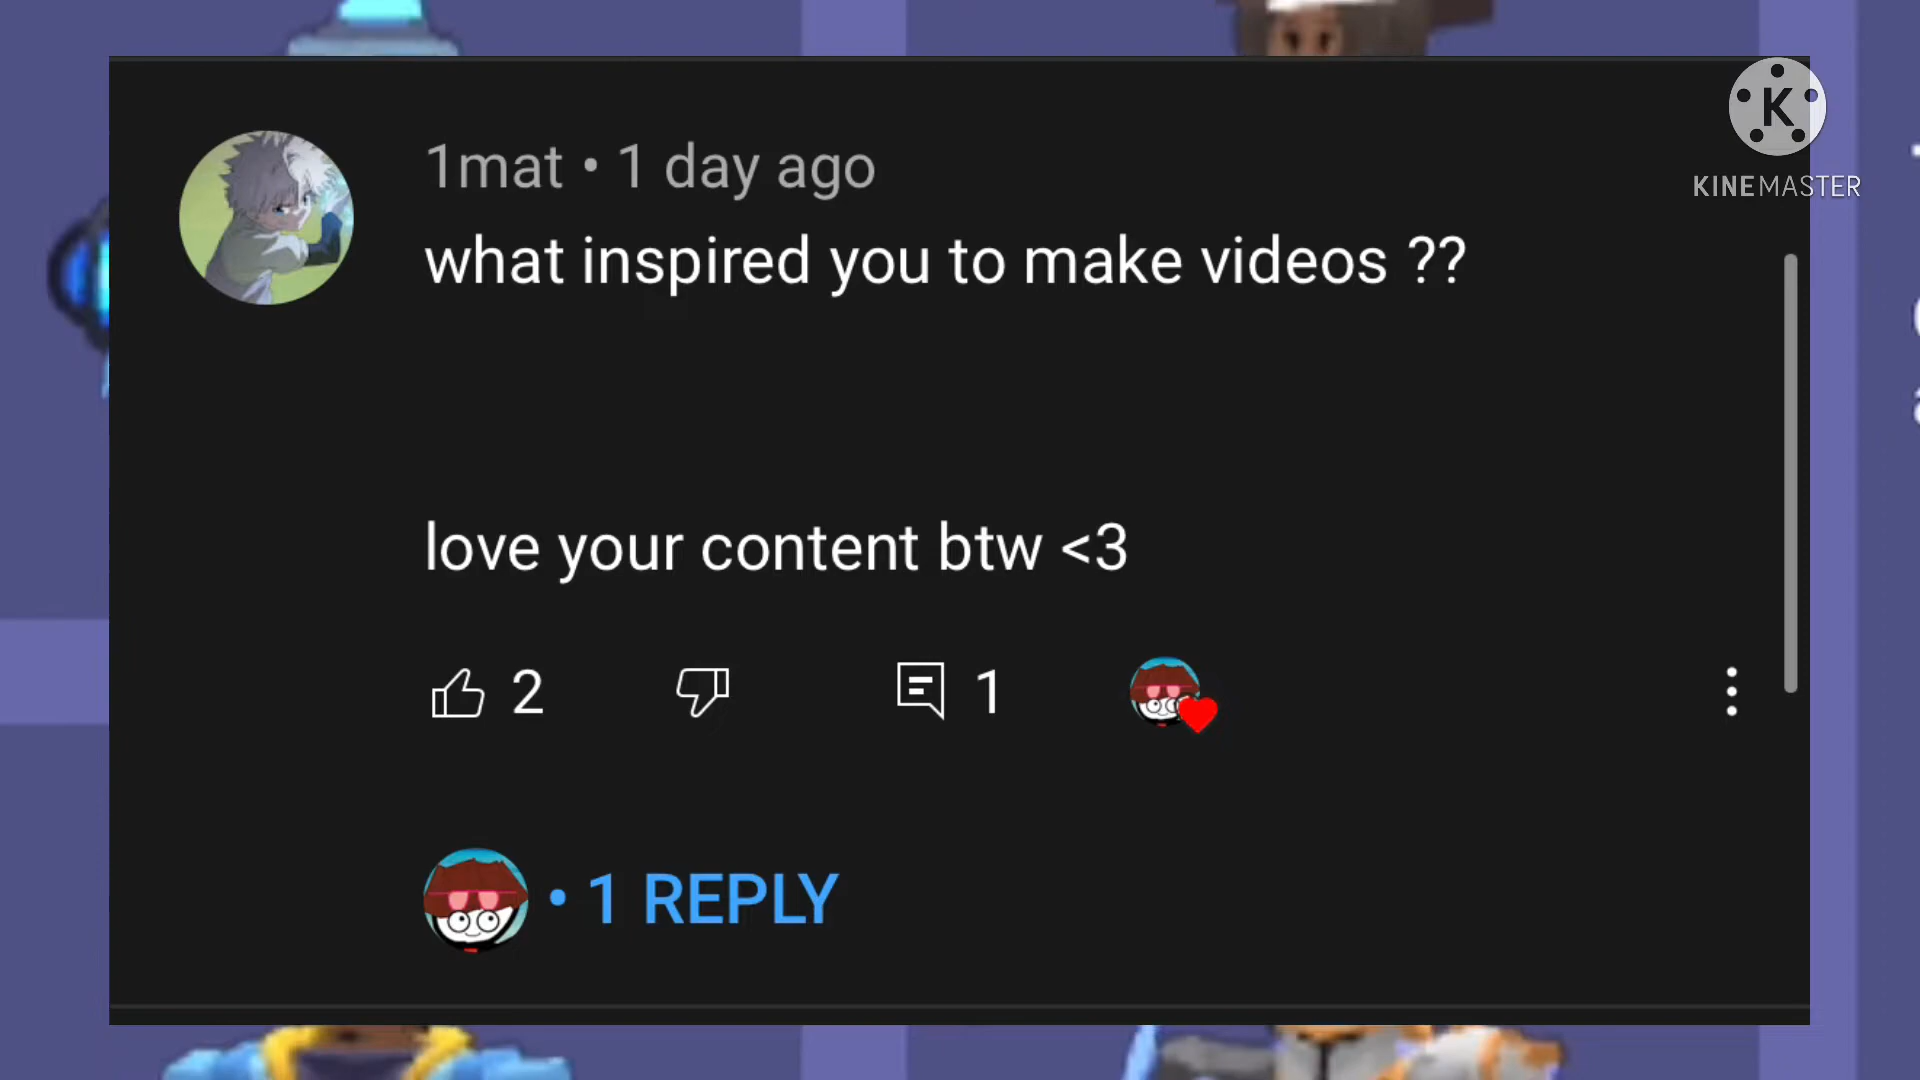 1mat • 1 day ago
K
KINEMASTER
what inspired you to make videos ??
love your content btw <3
2
1
• 1 REPLY